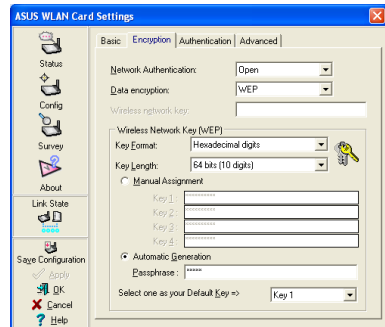 ASUS WLAN Card Settings
Status
Config
Survey
About
Link State
Save Configuration
Apply
OK
Cancel
Help
Basic Encryption Authentication Advanced
Network Authentication: Open
Data encryption: WEP
Wireless network key:
Wireless Network Key (WEP)
Key Format: Hexadecimal digits
Key Length: 64 bits (10 digits)
Manual Assignment
Key 1 : **********
Key 2 : **********
Key 3 : **********
Key 4 : **********
Automatic Generation
Passphrase : *****
Select one as your Default Key => Key 1